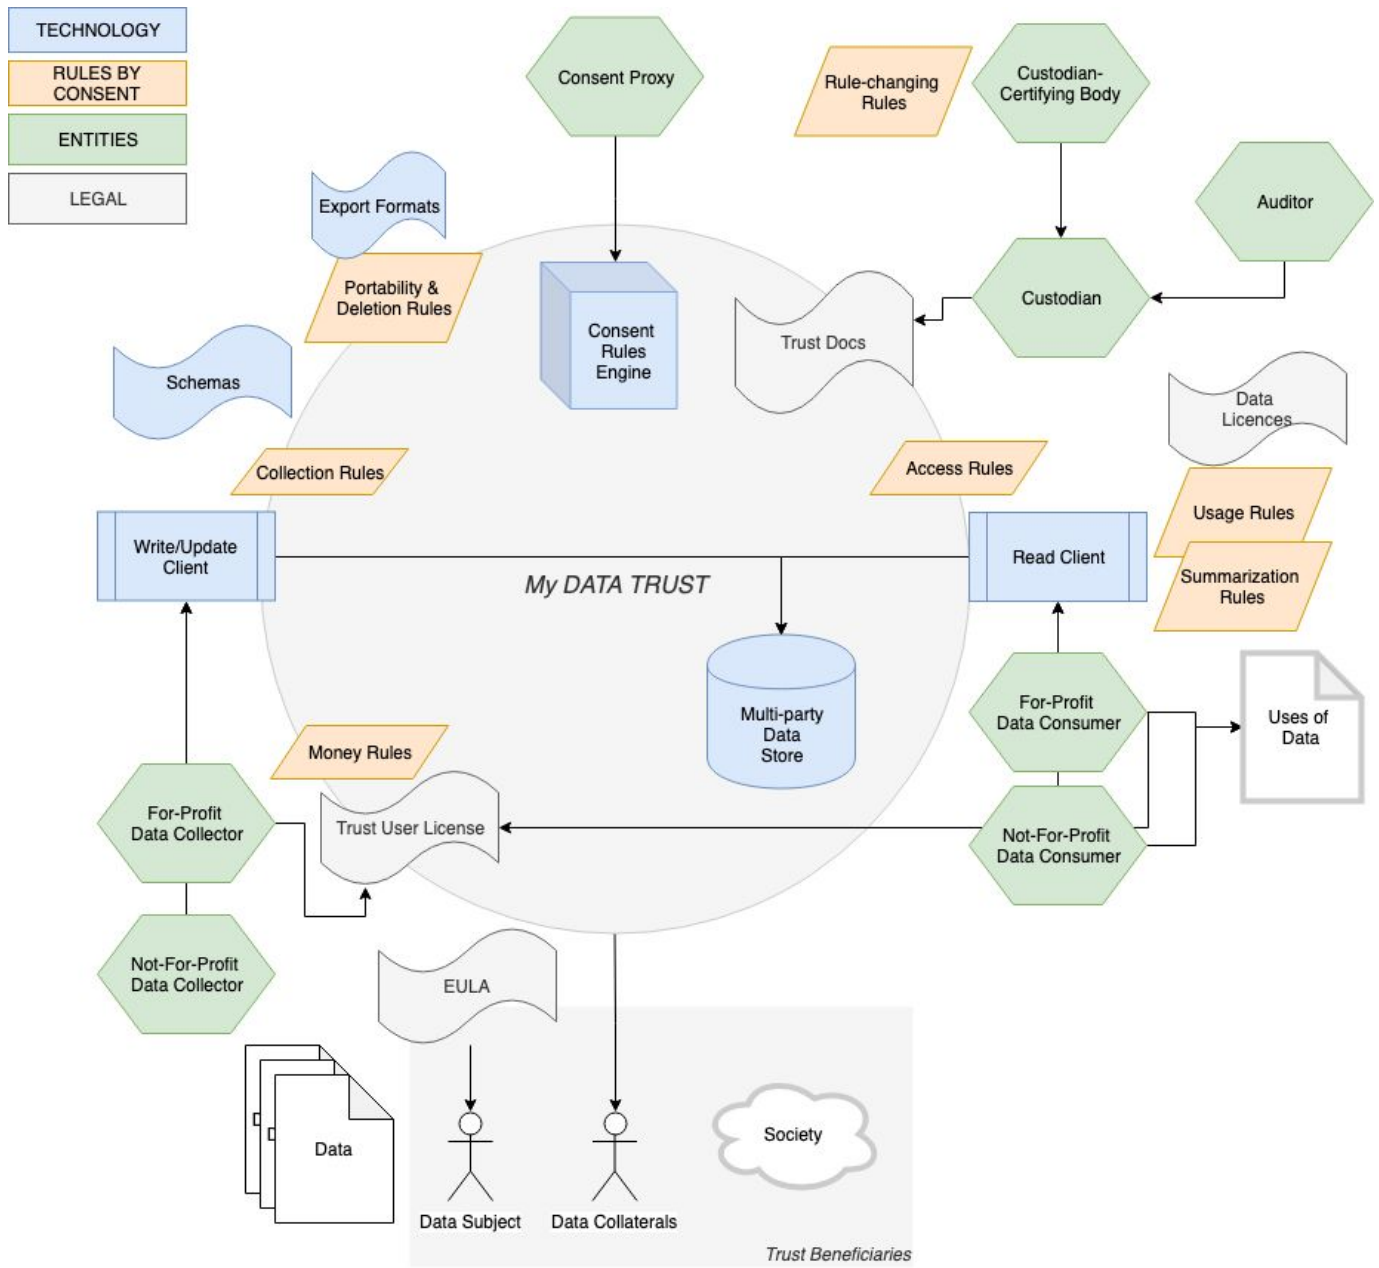 TECHNOLOGY
RULES BY
CONSENT
ENTITIES
LEGAL
Consent Proxy
Rule-changing
Rules
Custodian-
Certifying Body
Auditor
Export Formats
Portability &
Deletion Rules
Custodian
Consent
Rules
Engine
Trust Docs
Schemas
Data
Licences
Collection Rules
Access Rules
Usage Rules
Write/Update
Client
Read Client
My DATA TRUST
Summarization
Rules
For-Profit
Data Consumer
Uses of
Data
Multi-party
Data
Store
Money Rules
For-Profit
Data Collector
Trust User License
Not-For-Profit
Data Consumer
Not-For-Profit
Data Collector
EULA
Data
Society
Data Subject
Data Collaterals
Trust Beneficiaries